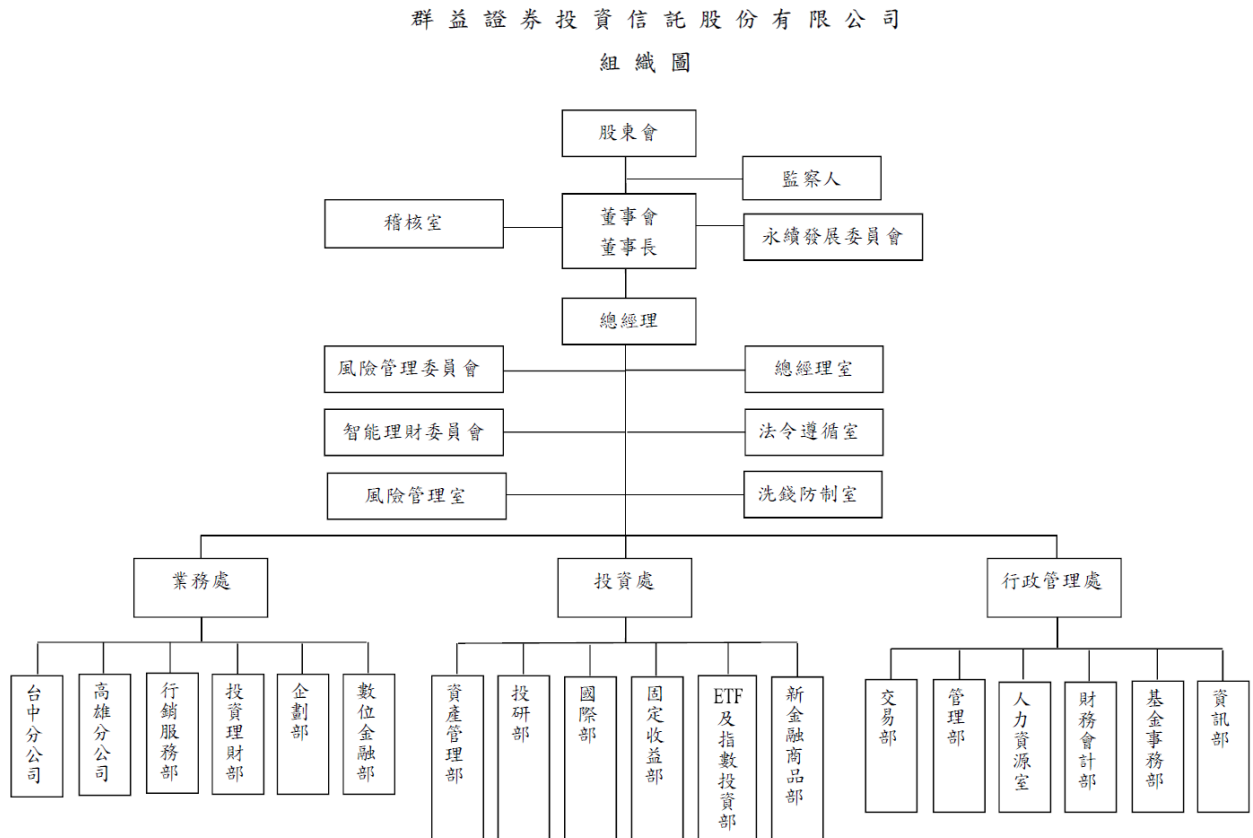 群益證券投資信託股份有限公司
組織圖
股東會
監察人
稽核室
董事會
董事長
永續發展委員會
總經理
風險管理委員會
總經理室
智能理財委員會
法令遵循室
風險管理室
洗錢防制室
業務處
投資處
行政管理處
台中分公司
高雄分公司
行銷服務部
投資理財部
企劃部
數位金融部
資產管理部
投研部
國際部
固定收益部
ETF及指數投資部
新金融商品部
交易部
管理部
人力資源室
財務會計部
基金事務部
資訊部